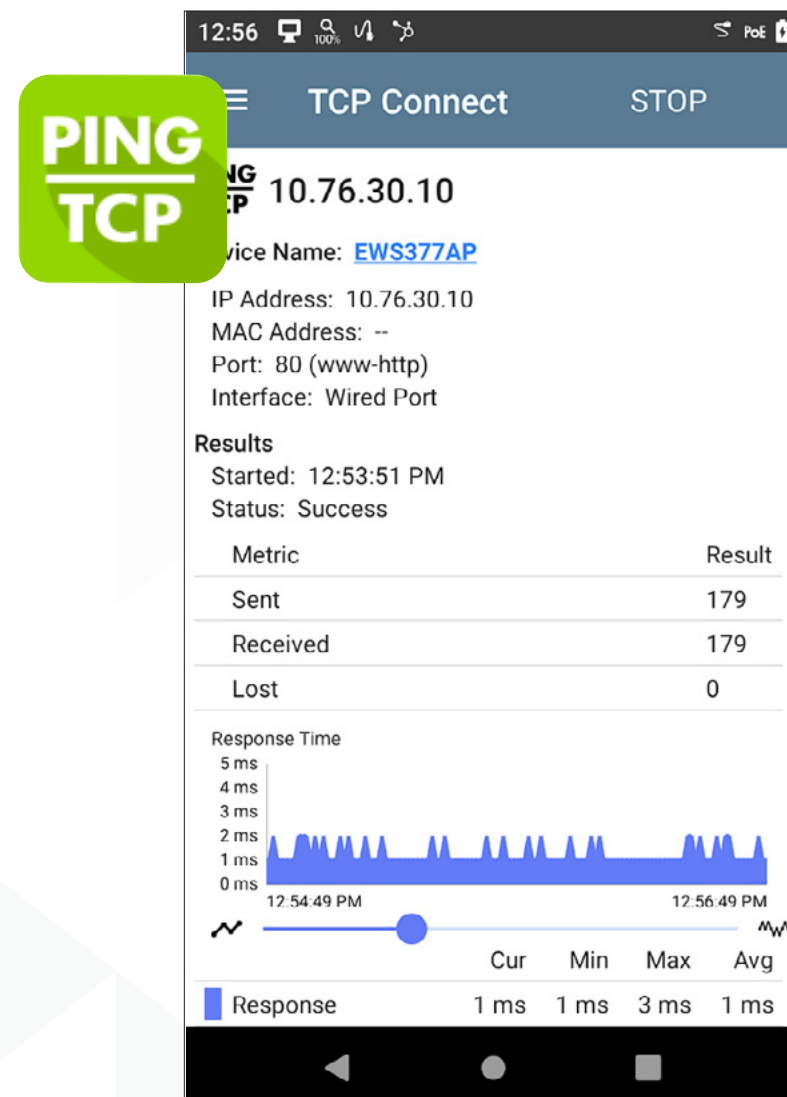 12:56 100% PoE
PING
TCP
TCP Connect STOP
NG
P 10.76.30.10
vice Name: EWS377AP
IP Address: 10.76.30.10
MAC Address: --
Port: 80 (www-http)
Interface: Wired Port
Results
Started: 12:53:51 PM
Status: Success
Metric Result
Sent 179
Received 179
Lost 0
Response Time
5 ms
4 ms
3 ms
2 ms
1 ms
0 ms
12:54:49 PM 12:56:49 PM
Cur Min Max Avg
Response 1 ms 1 ms 3 ms 1 ms